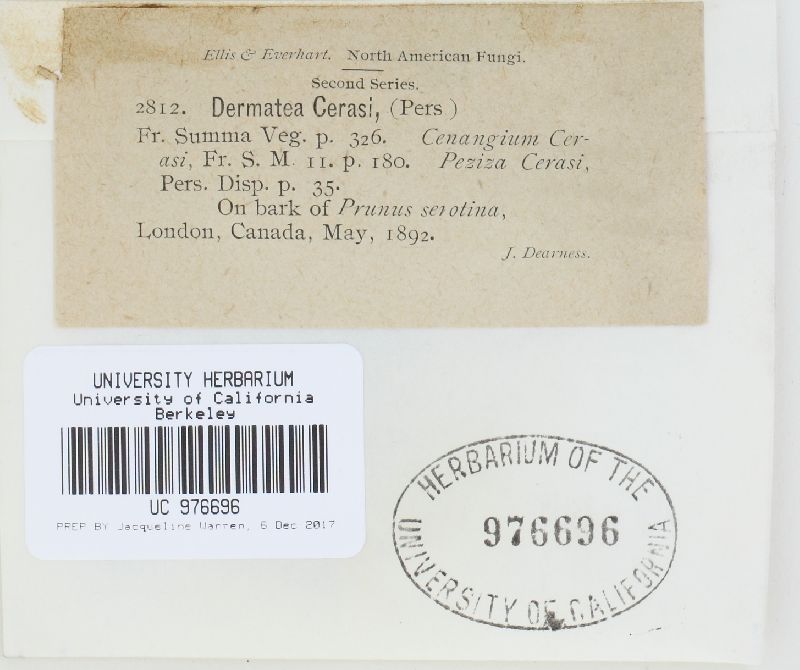 Ellis & Everhart. North American Fungi.
Second Series.
2812. Dermatea Cerasi, (Pers )
Fr. Summa Veg. p. 326. Cenangium Cer-
asi, Fr. S. M. 11. p. 180. Peziza Cerasi,
Pers. Disp. p. 35.
On bark of Prunus serotina,
London, Canada, May, 1892.
J. Dearness.
UNIVERSITY HERBARIUM
University of California
Berkeley
UC 976696
PREP BY Jacqueline Warren, 6 Dec 2017
HERBARIUM OF THE
976696
UNIVERSITY OF CALIFORNIA